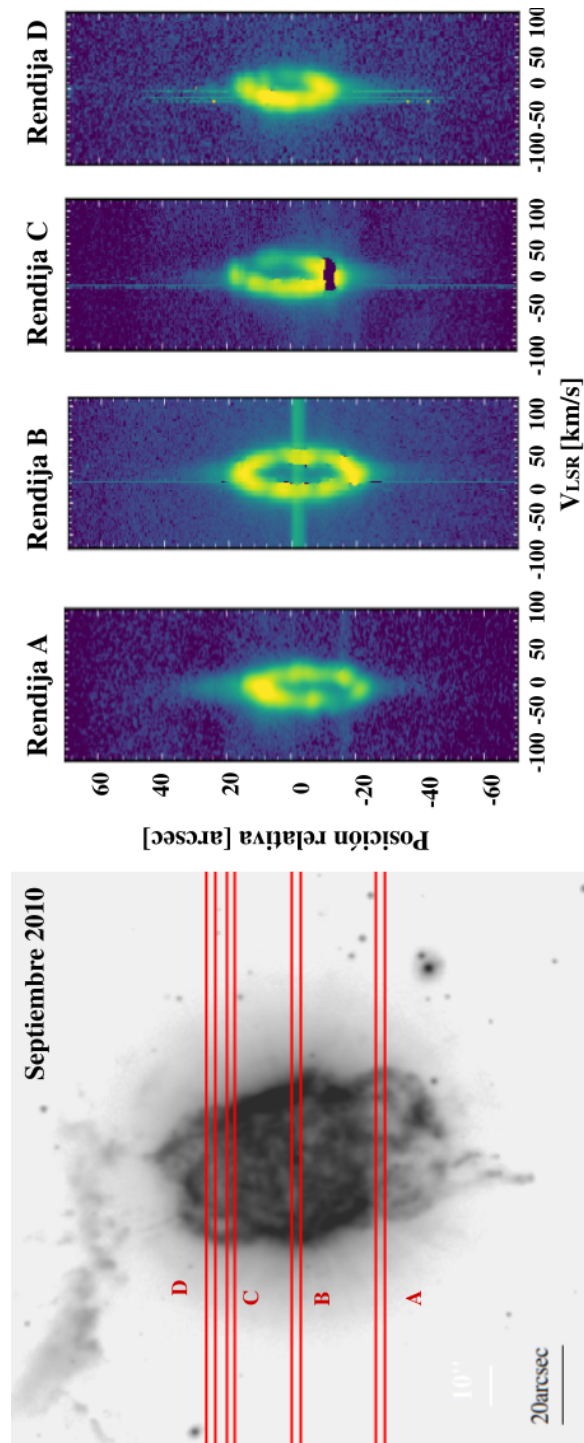 Septiembre 2010
D
C
B
A
10"
20arcsec
Posición relativa [arcsec]
60
40
20
0
-20
-40
-60
Rendija A
-100
-50
0
50
100
Rendija B
-100
-50
0
50
100
Rendija C
-100
-50
0
50
100
Rendija D
-100
-50
0
50
100
VLSR [km/s]